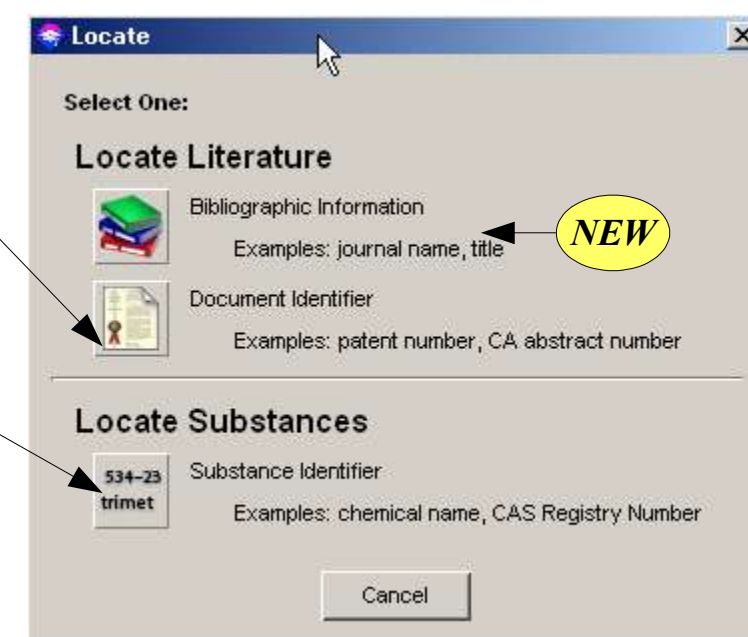 Locate
Select One:
Locate Literature
Bibliographic Information
Examples: journal name, title
NEW
Document Identifier
Examples: patent number, CA abstract number
Locate Substances
534-23
trimet
Substance Identifier
Examples: chemical name, CAS Registry Number
Cancel